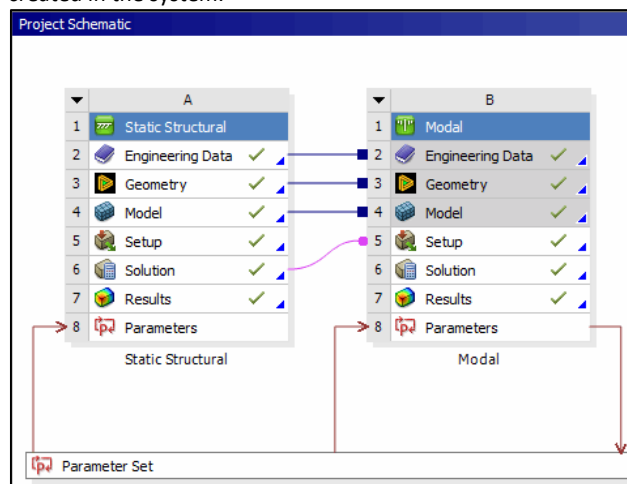 created in the system.
Project Schematic
A
1 Static Structural
2 Engineering Data
3 Geometry
4 Model
5 Setup
6 Solution
7 Results
8 Parameters
Static Structural
B
1 Modal
2 Engineering Data
3 Geometry
4 Model
5 Setup
6 Solution
7 Results
8 Parameters
Modal
Parameter Set